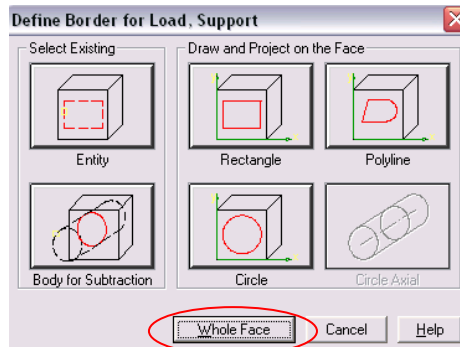 Define Border for Load, Support
Select Existing
Draw and Project on the Face
Entity
Rectangle
Polyline
Body for Subtraction
Circle
Circle Axial
Whole Face
Cancel
Help